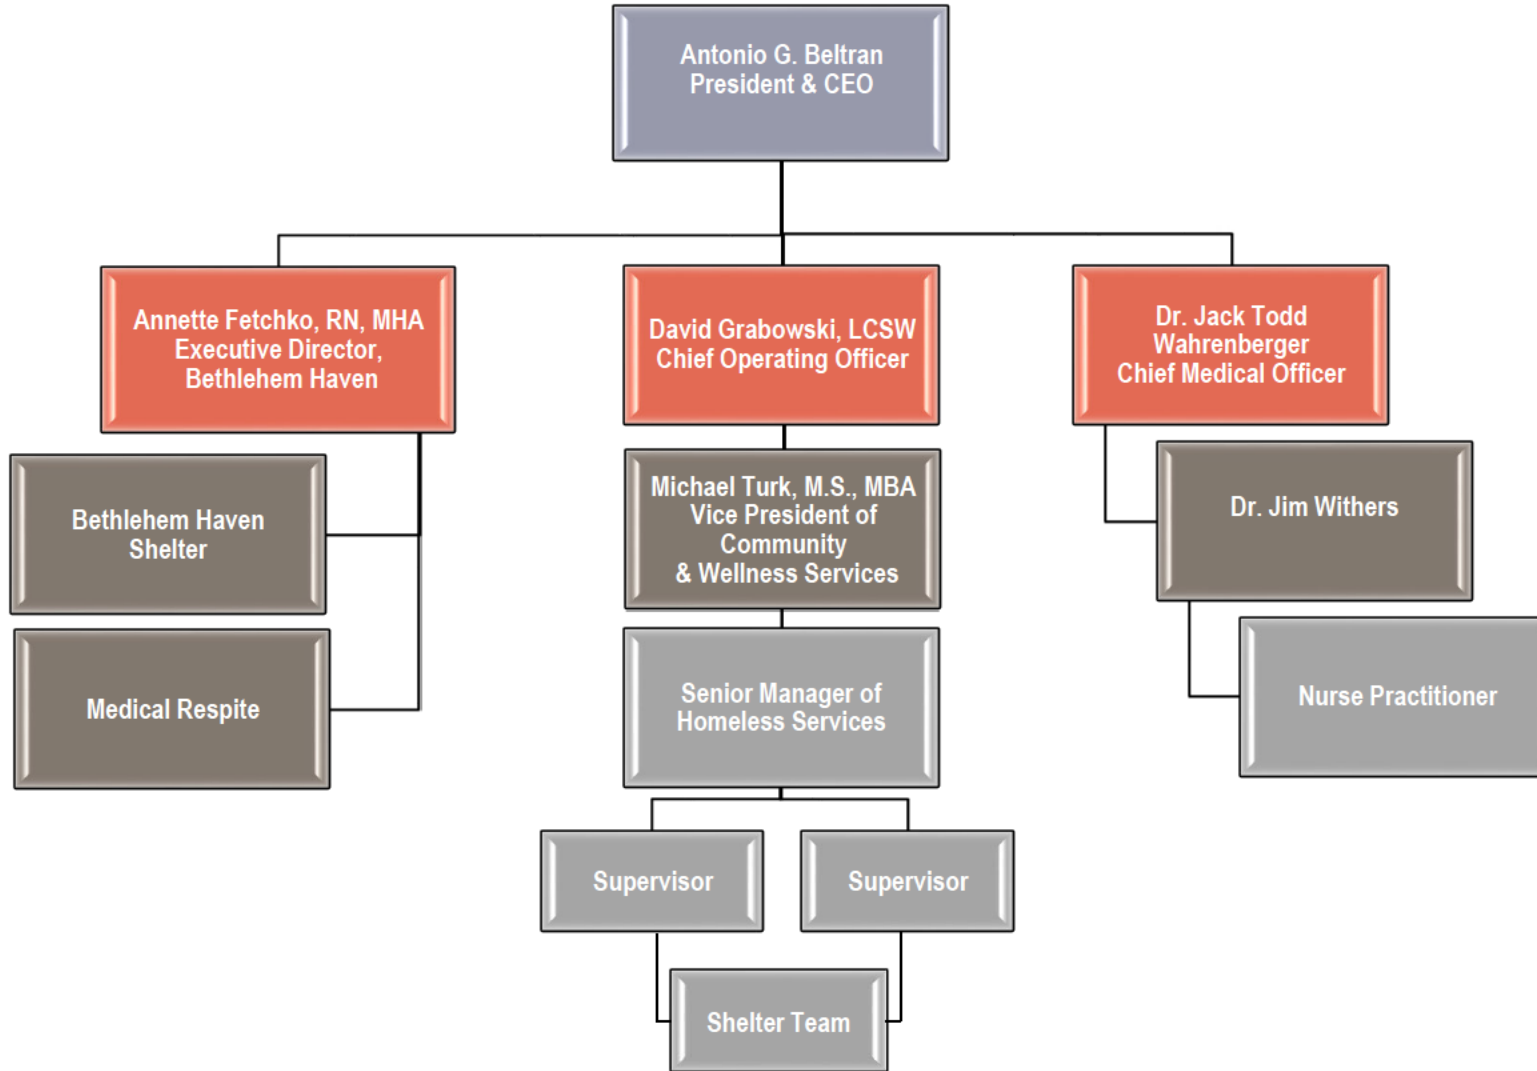 Antonio G. Beltran
President & CEO
Annette Fetchko, RN, MHA
Executive Director,
Bethlehem Haven
David Grabowski, LCSW
Chief Operating Officer
Dr. Jack Todd
Wahrenberger
Chief Medical Officer
Bethlehem Haven
Shelter
Michael Turk, M.S., MBA
Vice President of
Community
& Wellness Services
Dr. Jim Withers
Medical Respite
Senior Manager of
Homeless Services
Nurse Practitioner
Supervisor
Supervisor
Shelter Team